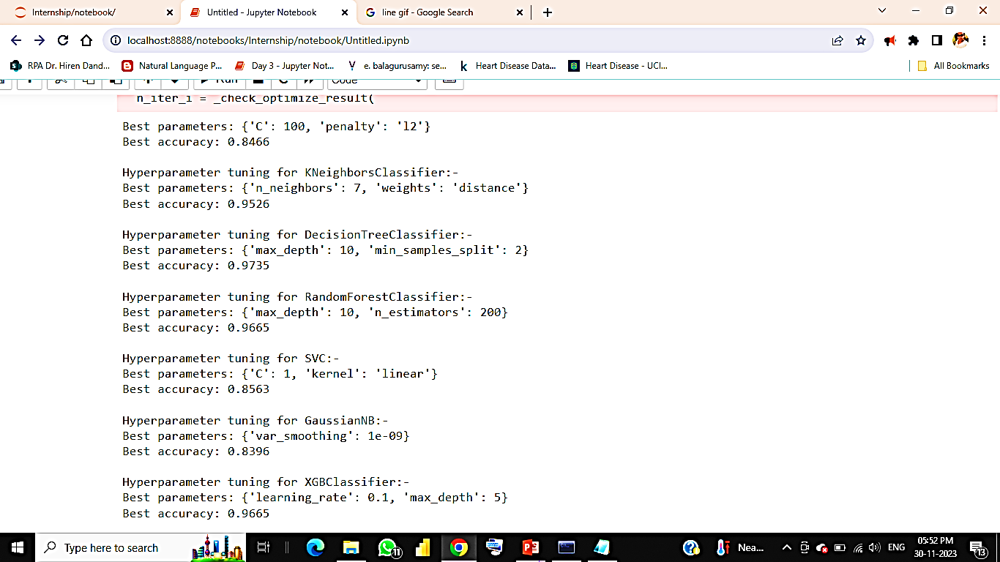 Internship/notebook/
Untitled - Jupyter Notebook
line gif - Google Search
localhost:8888/notebooks/Internship/notebook/Untitled.ipynb
RPA Dr. Hiren Dand...
Natural Language P...
Day 3 - Jupyter Not...
e. balagurusamy: se...
Heart Disease Data...
Heart Disease - UCI...
All Bookmarks
Run
Code
n_iter_i = _check_optimize_result(
Best parameters: {'C': 100, 'penalty': 'l2'}
Best accuracy: 0.8466
Hyperparameter tuning for KNeighborsClassifier:-
Best parameters: {'n_neighbors': 7, 'weights': 'distance'}
Best accuracy: 0.9526
Hyperparameter tuning for DecisionTreeClassifier:-
Best parameters: {'max_depth': 10, 'min_samples_split': 2}
Best accuracy: 0.9735
Hyperparameter tuning for RandomForestClassifier:-
Best parameters: {'max_depth': 10, 'n_estimators': 200}
Best accuracy: 0.9665
Hyperparameter tuning for SVC:-
Best parameters: {'C': 1, 'kernel': 'linear'}
Best accuracy: 0.8563
Hyperparameter tuning for GaussianNB:-
Best parameters: {'var_smoothing': 1e-09}
Best accuracy: 0.8396
Hyperparameter tuning for XGBClassifier:-
Best parameters: {'learning_rate': 0.1, 'max_depth': 5}
Best accuracy: 0.9665
Type here to search
11
Nea...
ENG
05:52 PM
30-11-2023
13